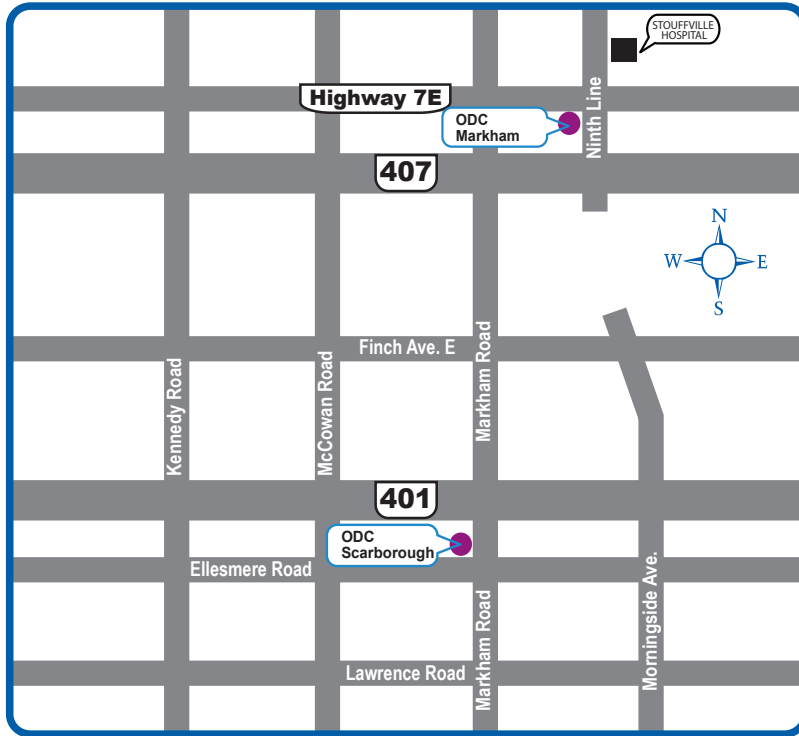 STOUFFVILLE
HOSPITAL
Highway 7E
ODC
Markham
Ninth Line
407
N
W
E
S
Finch Ave. E
Kennedy Road
McCowan Road
Markham Road
401
ODC
Scarborough
Ellesmere Road
Morningside Ave.
Markham Road
Lawrence Road